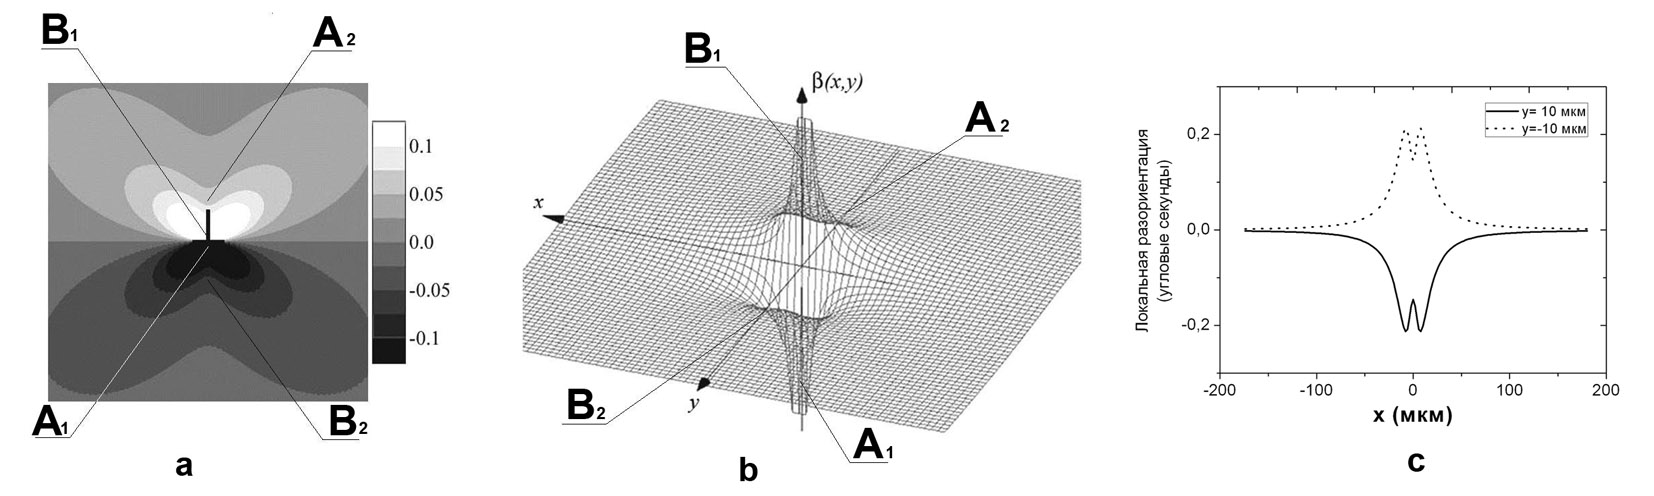 B1
A2
0.1
0.05
0.0
-0.05
-0.1
A1
B2
a
B1
β(x,y)
A2
x
y
B2
A1
b
Локальная разориентация
(угловые секунды)
0,2
0,0
-0,2
y= 10 мкм
y=-10 мкм
-200
-100
0
100
200
x (мкм)
c